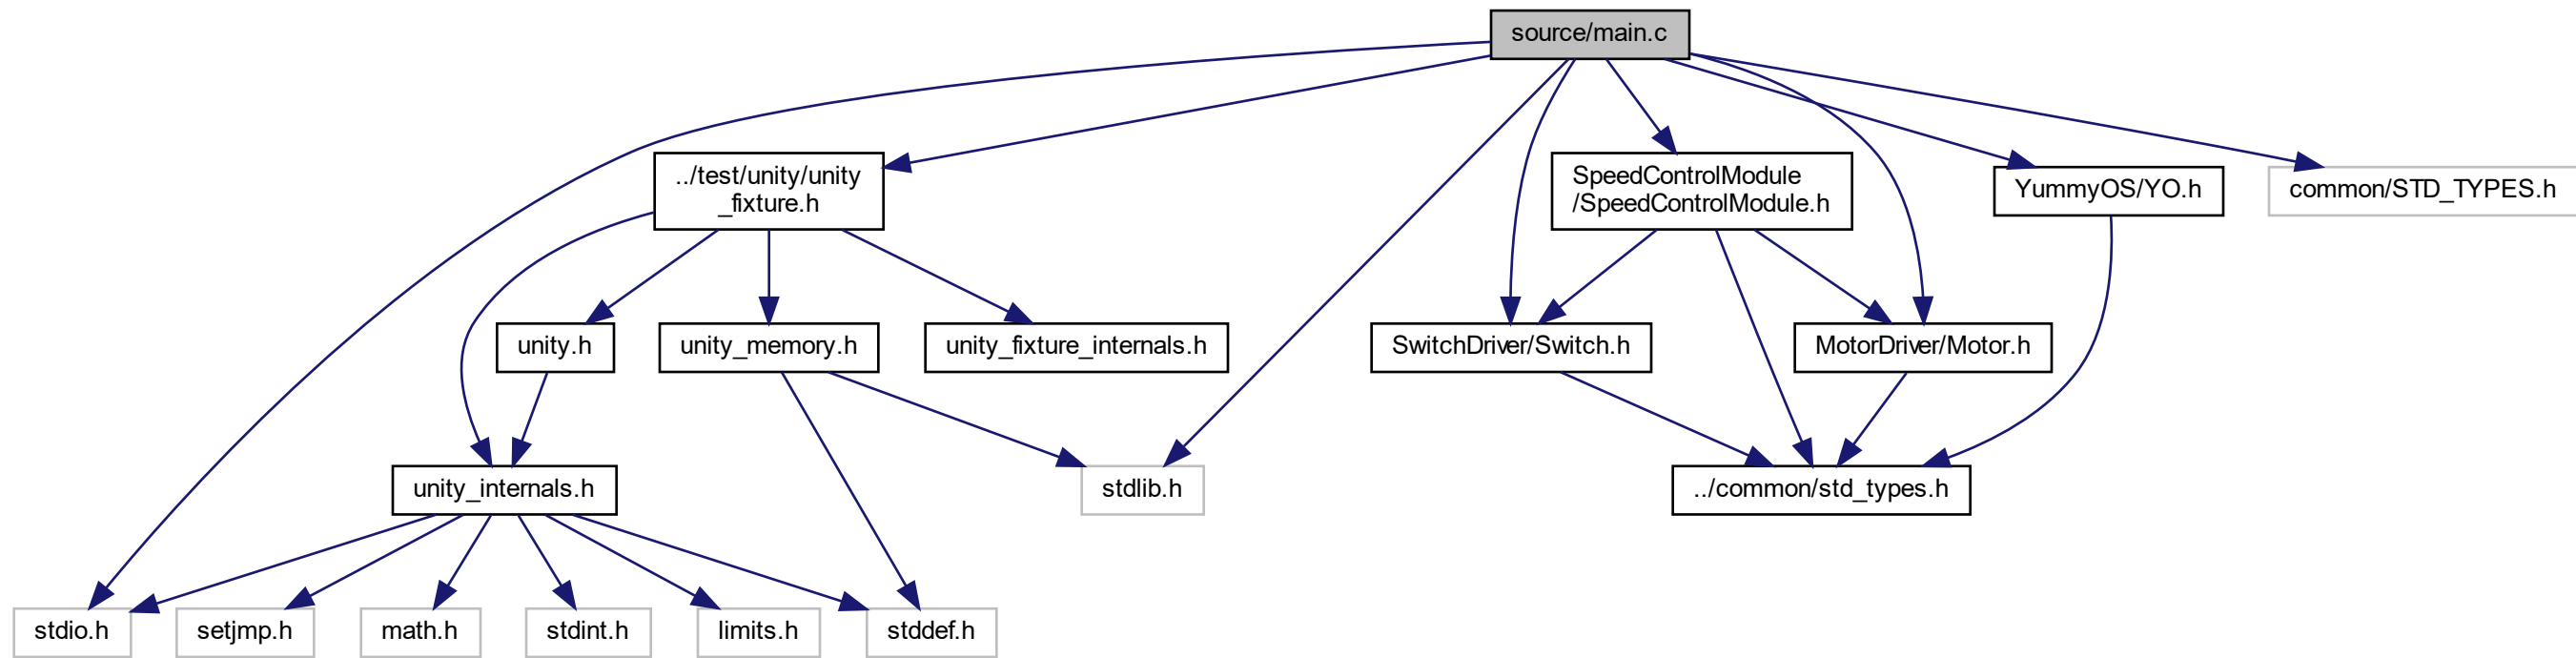 source/main.c
../test/unity/unity
_fixture.h
SpeedControlModule
/SpeedControlModule.h
YummyOS/YO.h
common/STD_TYPES.h
unity.h
unity_memory.h
unity_fixture_internals.h
SwitchDriver/Switch.h
MotorDriver/Motor.h
unity_internals.h
stdlib.h
../common/std_types.h
stdio.h
setjmp.h
math.h
stdint.h
limits.h
stddef.h